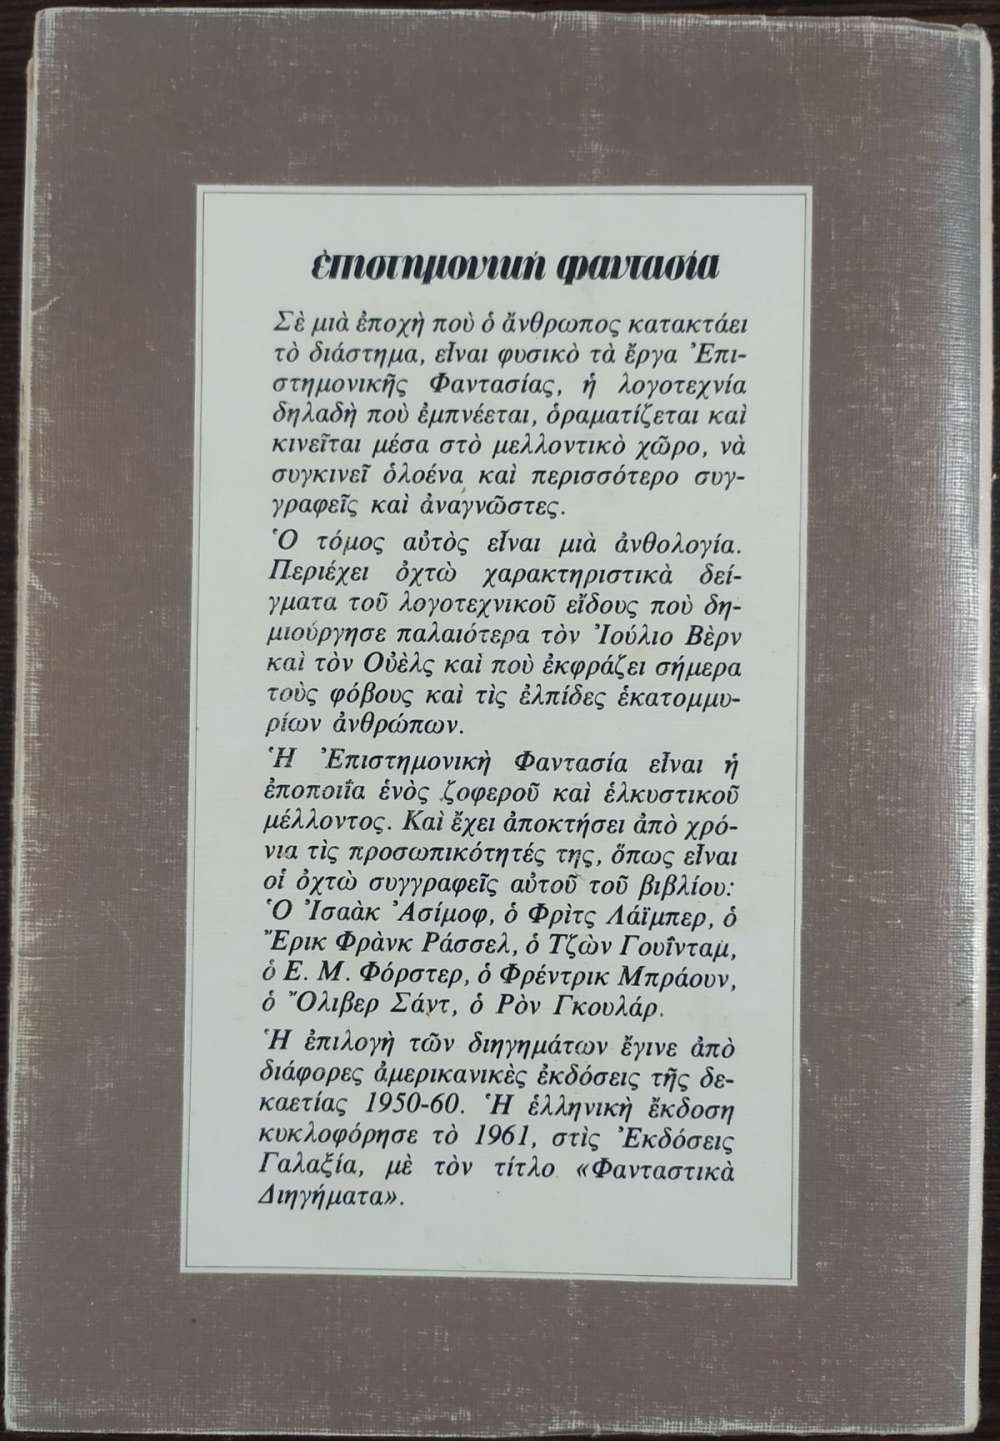 ἐπιστημονική φαντασία
Σὲ μιὰ ἐποχὴ ποὺ ὁ ἄνθρωπος κατακτάει
τὸ διάστημα, εἶναι φυσικὸ τὰ ἔργα Ἐπι-
στημονικῆς Φαντασίας, ἡ λογοτεχνία
δηλαδὴ ποὺ ἐμπνέεται, ὁραματίζεται καὶ
κινεῖται μέσα στὸ μελλοντικὸ χῶρο, νὰ
συγκινεῖ ὁλοένα καὶ περισσότερο συγ-
γραφεῖς καὶ ἀναγνῶστες.
Ὁ τόμος αὐτὸς εἶναι μιὰ ἀνθολογία.
Περιέχει ὀχτὼ χαρακτηριστικὰ δεί-
γματα τοῦ λογοτεχνικοῦ εἴδους ποὺ δη-
μιούργησε παλαιότερα τὸν Ἰούλιο Βὲρν
καὶ τὸν Οὐὲλς καὶ ποὺ ἐκφράζει σήμερα
τοὺς φόβους καὶ τὶς ἐλπίδες ἑκατομμυ-
ρίων ἀνθρώπων.
Ἡ Ἐπιστημονικὴ Φαντασία εἶναι ἡ
ἐποποιΐα ἑνὸς ζοφεροῦ καὶ ἑλκυστικοῦ
μέλλοντος. Καὶ ἔχει ἀποκτήσει ἀπὸ χρό-
νια τὶς προσωπικότητές της, ὅπως εἶναι
οἱ ὀχτὼ συγγραφεῖς αὐτοῦ τοῦ βιβλίου:
Ὁ Ἰσαὰκ Ἀσίμοφ, ὁ Φρὶτς Λάϊμπερ, ὁ
Ἔρικ Φρὰνκ Ράσσελ, ὁ Τζὼν Γουΐνταμ,
ὁ Ε. Μ. Φόρστερ, ὁ Φρέντρικ Μπράουν,
ὁ Ὄλιβερ Σάντ, ὁ Ρὸν Γκουλάρ.
Ἡ ἐπιλογὴ τῶν διηγημάτων ἔγινε ἀπὸ
διάφορες ἀμερικανικὲς ἐκδόσεις τῆς δε-
καετίας 1950-60. Ἡ ἑλληνικὴ ἔκδοση
κυκλοφόρησε τὸ 1961, στὶς Ἐκδόσεις
Γαλαξία, μὲ τὸν τίτλο «Φανταστικὰ
Διηγήματα».